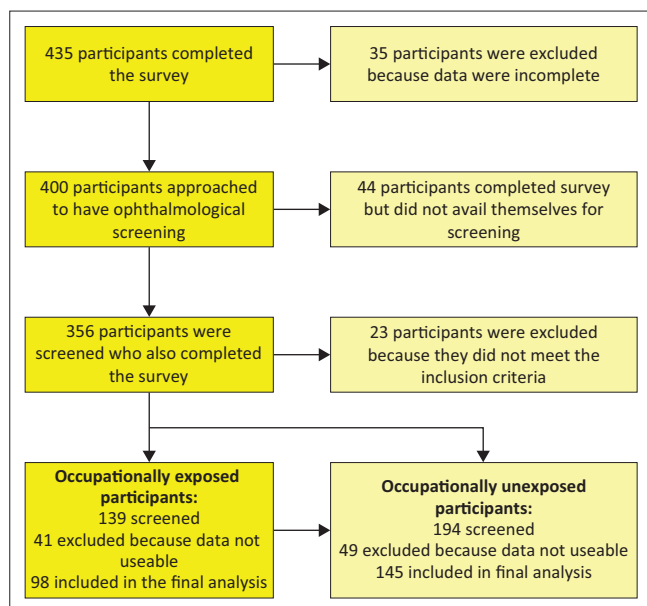 435 participants completed
the survey
35 participants were excluded
because data were incomplete
400 participants approached
to have ophthalmological
screening
44 participants completed survey
but did not avail themselves for
screening
356 participants were
screened who also completed
the survey
23 participants were excluded
because they did not meet the
inclusion criteria
Occupationally exposed
participants:
139 screened
41 excluded because data not
useable
98 included in the final analysis
Occupationally unexposed
participants:
194 screened
49 excluded because data not useable
145 included in final analysis